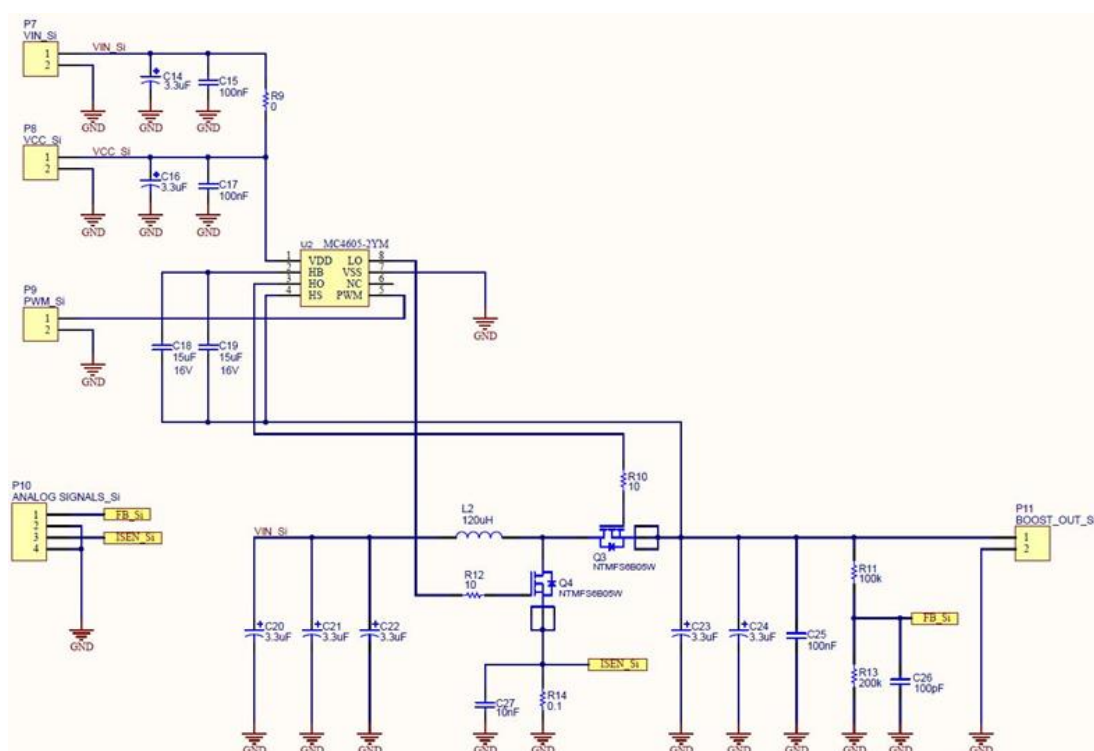 P7
VIN_Si
1
2
VIN_Si
C14
3.3uF
C15
100nF
R9
0
GND
GND
GND
P8
VCC_Si
1
2
VCC_Si
C16
3.3uF
C17
100nF
GND
GND
GND
U2
MC4605-2YM
1
2
3
4
VDD
HB
HO
HS
LO
VSS
NC
PWM
8
7
6
5
GND
P9
PWM_Si
1
2
GND
C18
15uF
16V
C19
15uF
16V
P10
ANALOG SIGNALS_Si
1
2
3
4
FB_Si
ISEN_Si
GND
R10
10
VIN_Si
L2
120uH
Q3
NTMFS6B05W
R12
10
Q4
NTMFS6B05W
P11
BOOST_OUT_S
1
2
R11
100k
FB_Si
C20
3.3uF
C21
3.3uF
C22
3.3uF
C23
3.3uF
C24
3.3uF
C25
100nF
R13
200k
C26
100pF
ISEN_Si
C27
10nF
R14
0.1
GND
GND
GND
GND
GND
GND
GND
GND
GND
GND
GND